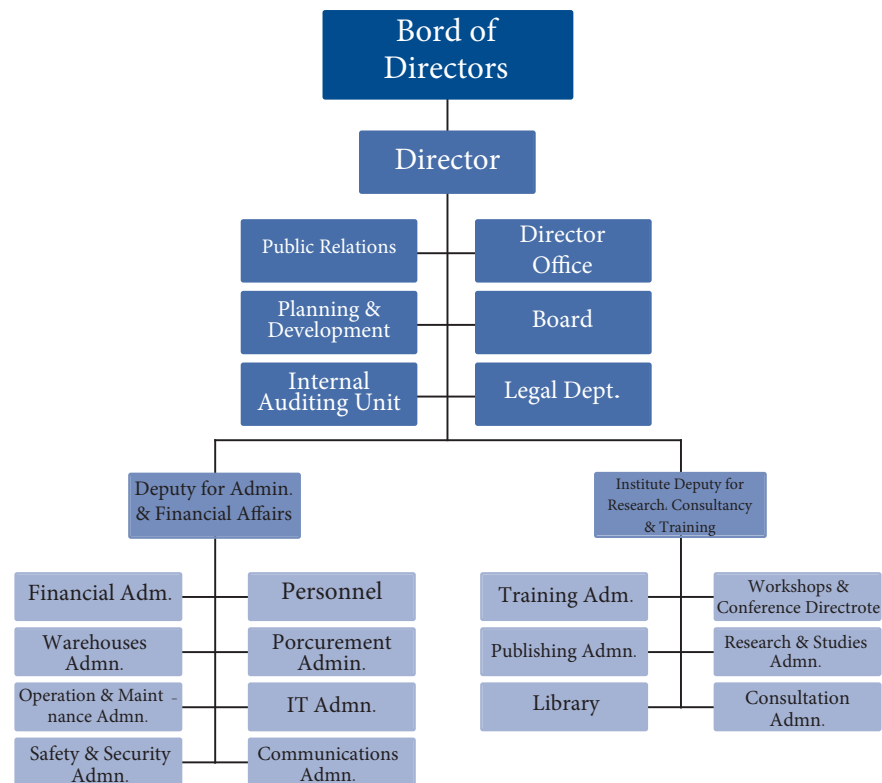 Bord of
Directors
Director
Public Relations
Director
Office
Planning &
Development
Board
Internal
Auditing Unit
Legal Dept.
Deputy for Admin.
& Financial Affairs
Institute Deputy for
Research. Consultancy
& Training
Financial Adm.
Personnel
Warehouses
Admn.
Porcurement
Admin.
Operation & Maint -
nance Admn.
IT Admn.
Safety & Security
Admn.
Communications
Admn.
Training Adm.
Workshops &
Conference Directrote
Publishing Admn.
Research & Studies
Admn.
Library
Consultation
Admn.